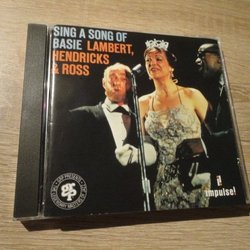 SING A SONG OF
BASIE LAMBERT,
HENDRICKS
& ROSS
impulse!